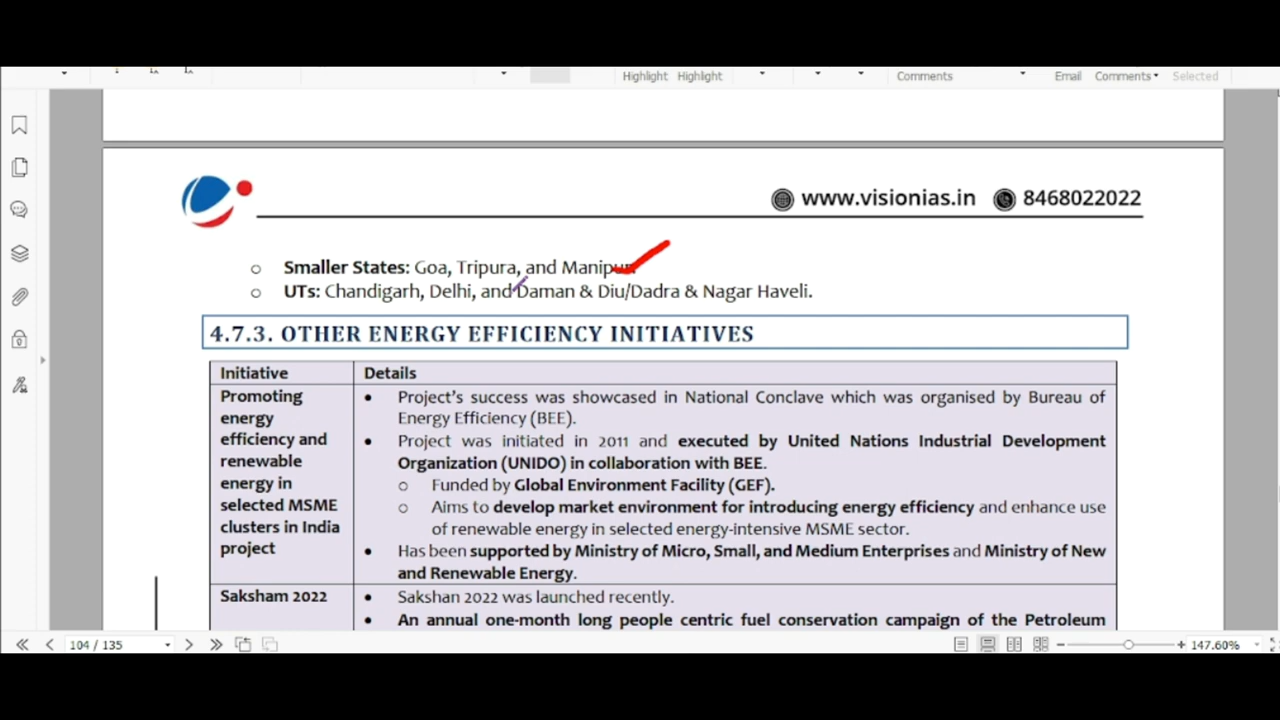 Highlight Highlight Comments Email Comments Selected
www.visionias.in 8468022022
o Smaller States: Goa, Tripura, and Manipur.
o UTs: Chandigarh, Delhi, and Daman & Diu/Dadra & Nagar Haveli.
4.7.3. OTHER ENERGY EFFICIENCY INITIATIVES
Initiative Details
Promoting
energy
efficiency and
renewable
energy in
selected MSME
clusters in India
project
• Project's success was showcased in National Conclave which was organised by Bureau of
Energy Efficiency (BEE).
• Project was initiated in 2011 and executed by United Nations Industrial Development
Organization (UNIDO) in collaboration with BEE.
o Funded by Global Environment Facility (GEF).
o Aims to develop market environment for introducing energy efficiency and enhance use
of renewable energy in selected energy-intensive MSME sector.
• Has been supported by Ministry of Micro, Small, and Medium Enterprises and Ministry of New
and Renewable Energy.
Saksham 2022
• Sakshan 2022 was launched recently.
• An annual one-month long people centric fuel conservation campaign of the Petroleum
104 / 135 147.60%